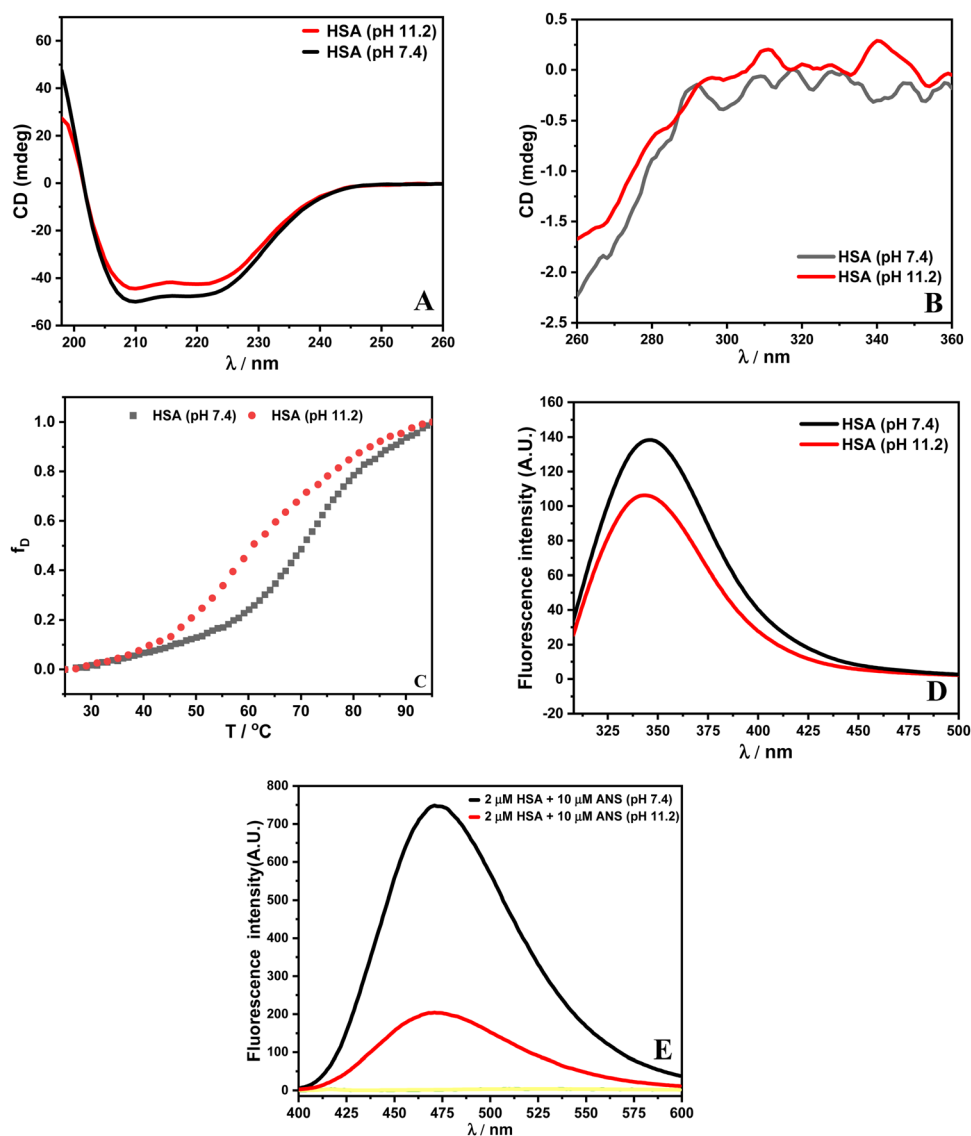 HSA (pH 11.2)
HSA (pH 7.4)
60
40
20
0
-20
-40
-60
CD (mdeg)
A
200 210 220 230 240 250 260
λ / nm
0.5
0.0
-0.5
-1.0
-1.5
-2.0
-2.5
CD (mdeg)
HSA (pH 7.4)
HSA (pH 11.2)
B
260 280 300 320 340 360
λ / nm
HSA (pH 7.4) HSA (pH 11.2)
1.0
0.8
0.6
0.4
0.2
0.0
fD
C
30 40 50 60 70 80 90
T / °C
160
140
120
100
80
60
40
20
0
-20
Fluorescence intensity (A.U.)
HSA (pH 7.4)
HSA (pH 11.2)
D
325 350 375 400 425 450 475 500
λ / nm
800
700
600
500
400
300
200
100
0
Fluorescence intensity(A.U.)
2 μM HSA + 10 μM ANS (pH 7.4)
2 μM HSA + 10 μM ANS (pH 11.2)
E
400 425 450 475 500 525 550 575 600
λ / nm